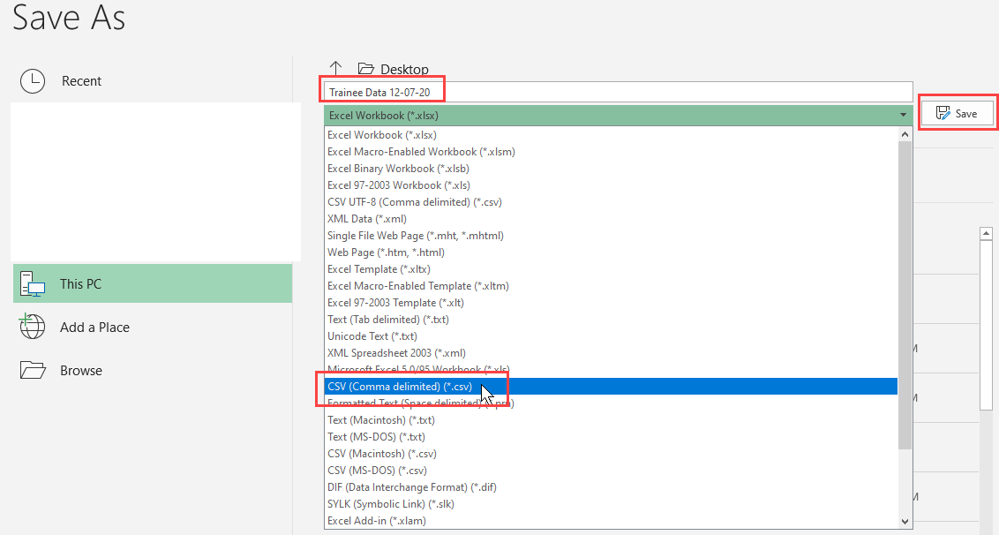 Save As
Recent
This PC
Add a Place
Browse
Desktop
Trainee Data 12-07-20
Excel Workbook (*.xlsx)
Save
Excel Workbook (*.xlsx)
Excel Macro-Enabled Workbook (*.xlsm)
Excel Binary Workbook (*.xlsb)
Excel 97-2003 Workbook (*.xls)
CSV UTF-8 (Comma delimited) (*.csv)
XML Data (*.xml)
Single File Web Page (*.mht, *.mhtml)
Web Page (*.htm, *.html)
Excel Template (*.xltx)
Excel Macro-Enabled Template (*.xltm)
Excel 97-2003 Template (*.xlt)
Text (Tab delimited) (*.txt)
Unicode Text (*.txt)
XML Spreadsheet 2003 (*.xml)
Microsoft Excel 5.0/95 Workbook (*.xls)
CSV (Comma delimited) (*.csv)
Formatted Text (Space delimited) (*.prn)
Text (Macintosh) (*.txt)
Text (MS-DOS) (*.txt)
CSV (Macintosh) (*.csv)
CSV (MS-DOS) (*.csv)
DIF (Data Interchange Format) (*.dif)
SYLK (Symbolic Link) (*.slk)
Excel Add-in (*.xlam)